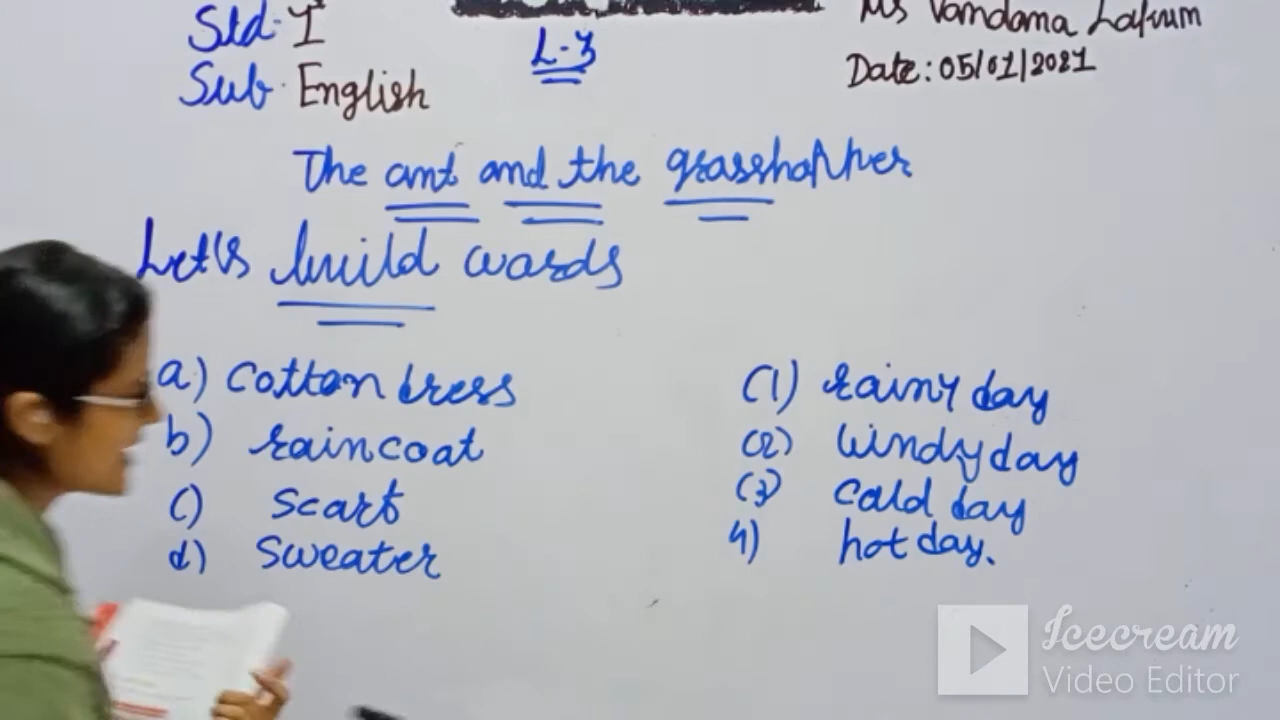 Std: I
Sub: English
L-3
Ms Vandana
Date: 05/01/2021
The ant and the grasshopper
Let's build words
a) cotton dress
b) raincoat
c) scarf
d) sweater
(1) rainy day
(2) windy day
(3) cold day
4) hot day.
Icecream
Video Editor